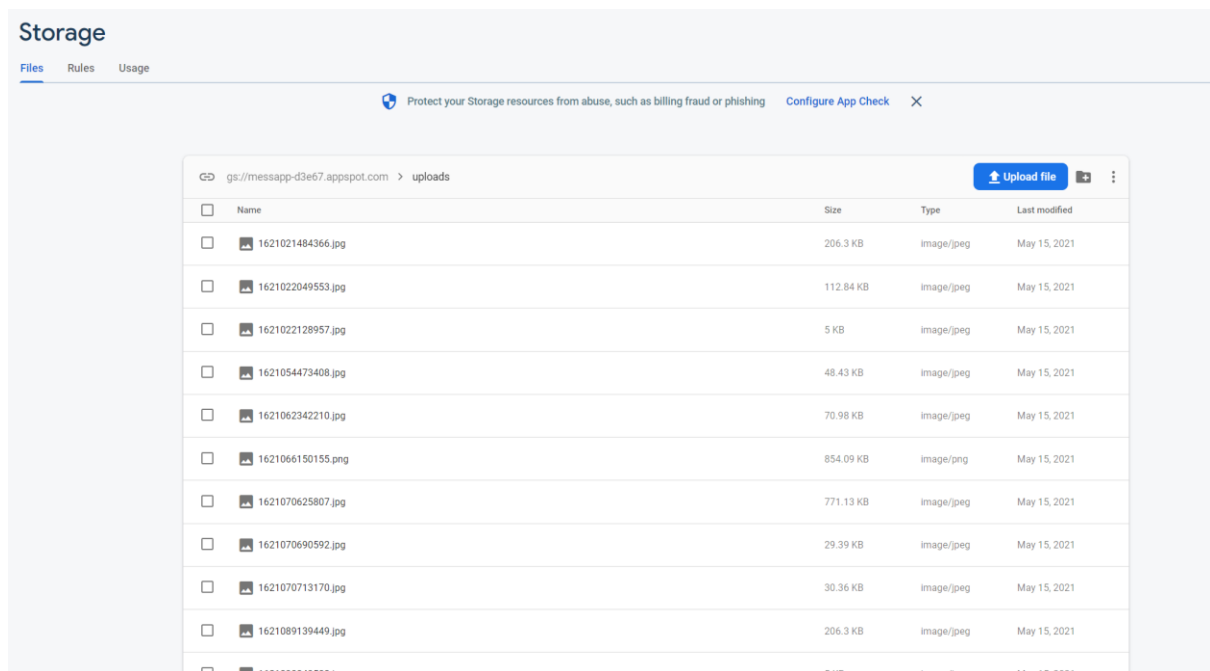 Storage
Files Rules Usage
Protect your Storage resources from abuse, such as billing fraud or phishing Configure App Check
gs://messapp-d3e67.appspot.com > uploads Upload file
Name Size Type Last modified
1621021484366.jpg 206.3 KB image/jpeg May 15, 2021
1621022049553.jpg 112.84 KB image/jpeg May 15, 2021
1621022128957.jpg 5 KB image/jpeg May 15, 2021
1621054473408.jpg 48.43 KB image/jpeg May 15, 2021
1621062342210.jpg 70.98 KB image/jpeg May 15, 2021
1621066150155.png 854.09 KB image/png May 15, 2021
1621070625807.jpg 771.13 KB image/jpeg May 15, 2021
1621070690592.jpg 29.39 KB image/jpeg May 15, 2021
1621070713170.jpg 30.36 KB image/jpeg May 15, 2021
1621089139449.jpg 206.3 KB image/jpeg May 15, 2021